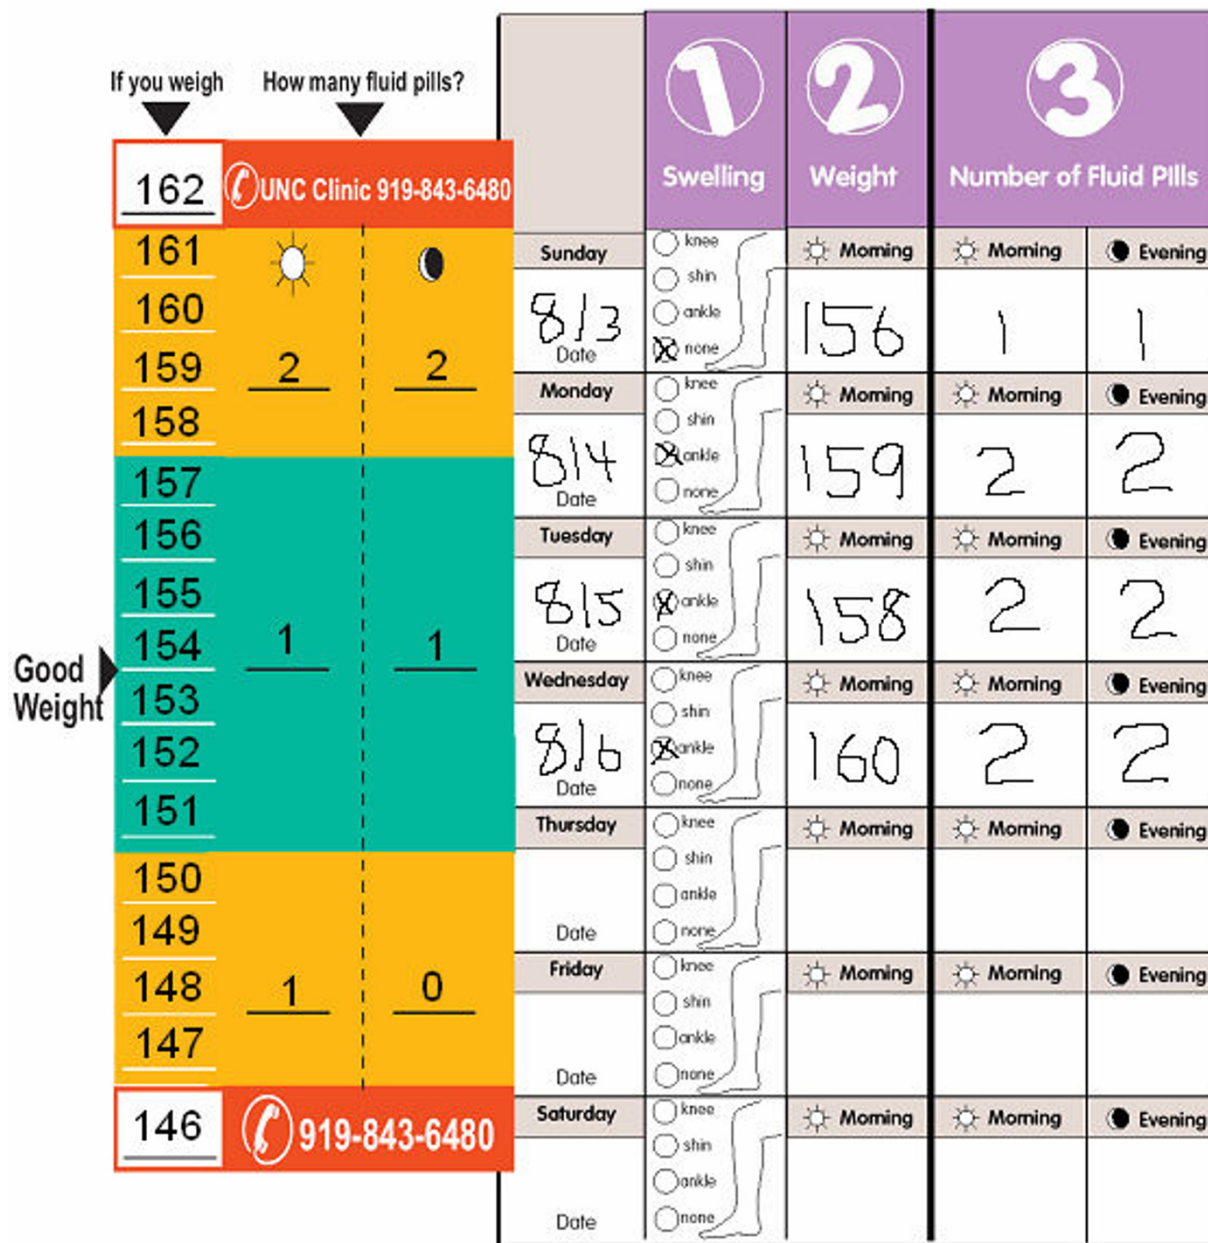 If you weigh How many fluid pills?
162 UNC Clinic 919-843-6480
161
160
159 2 2
158
157
156
155
154 1 1
Good
Weight
153
152
151
150
149
148 1 0
147
146 919-843-6480
1 2 3
Swelling Weight Number of Fluid Pills
Sunday knee Morning Morning Evening
shin
8/3 ankle 156 1 1
Date none
Monday knee Morning Morning Evening
shin
8/4 ankle 159 2 2
Date none
Tuesday knee Morning Morning Evening
shin
8/5 ankle 158 2 2
Date none
Wednesday knee Morning Morning Evening
shin
8/6 ankle 160 2 2
Date none
Thursday knee Morning Morning Evening
shin
ankle
Date none
Friday knee Morning Morning Evening
shin
ankle
Date none
Saturday knee Morning Morning Evening
shin
ankle
Date none